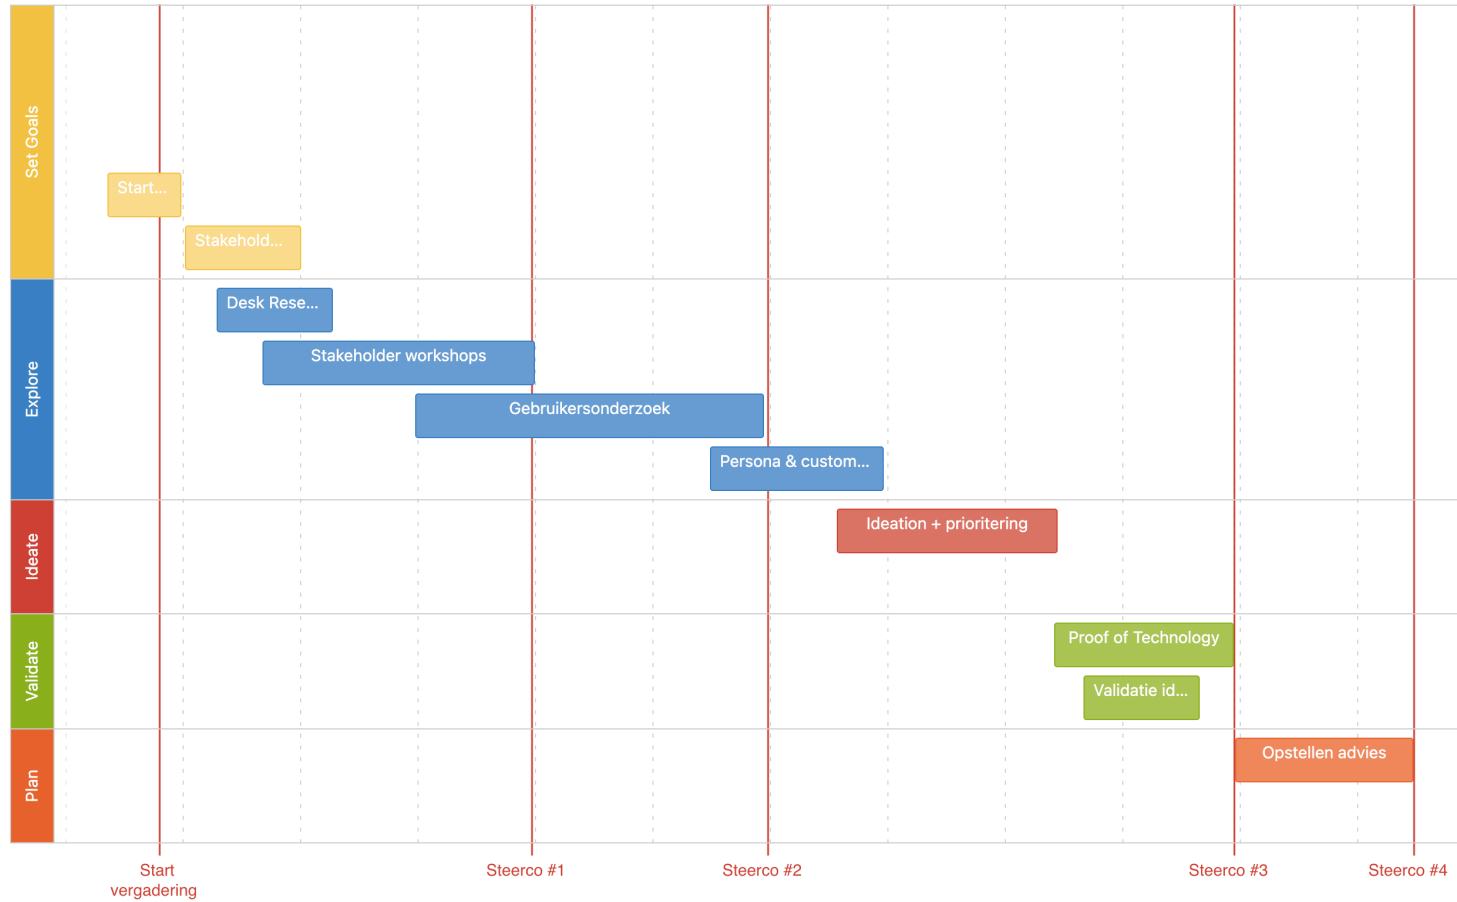 Set Goals
Start...
Stakehold...
Explore
Desk Rese...
Stakeholder workshops
Gebruikersonderzoek
Persona & custom...
Ideate
Ideation + prioritering
Validate
Proof of Technology
Validatie id...
Plan
Opstellen advies
Start
vergadering
Steerco #1
Steerco #2
Steerco #3
Steerco #4